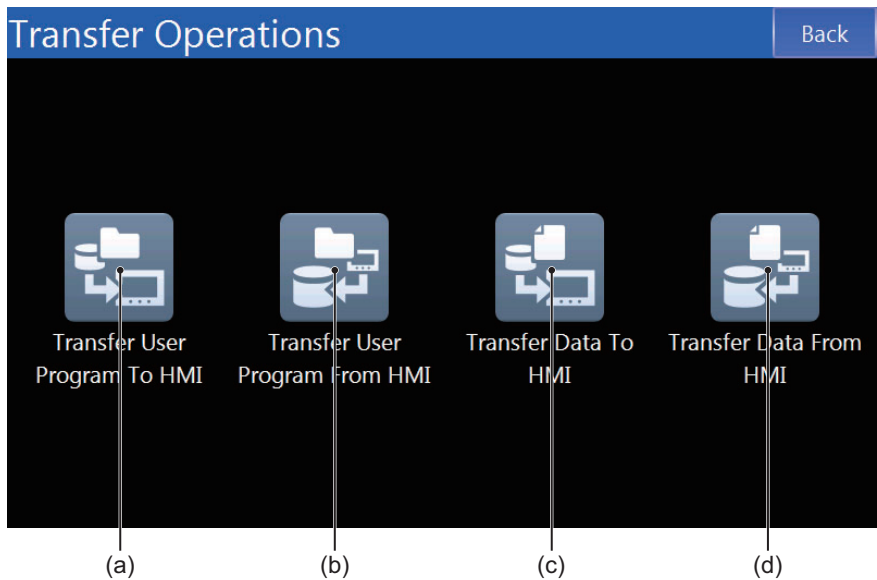 Transfer Operations
Back
Transfer User
Program To HMI
Transfer User
Program From HMI
Transfer Data To
HMI
Transfer Data From
HMI
(a)
(b)
(c)
(d)